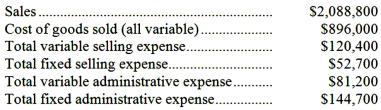 Sales ............................................................ $2,088,800
Cost of goods sold (all variable) .................. $896,000
Total variable selling expense...................... $120,400
Total fixed selling expense........................... $52,700
Total variable administrative expense........... $81,200
Total fixed administrative expense............... $144,700